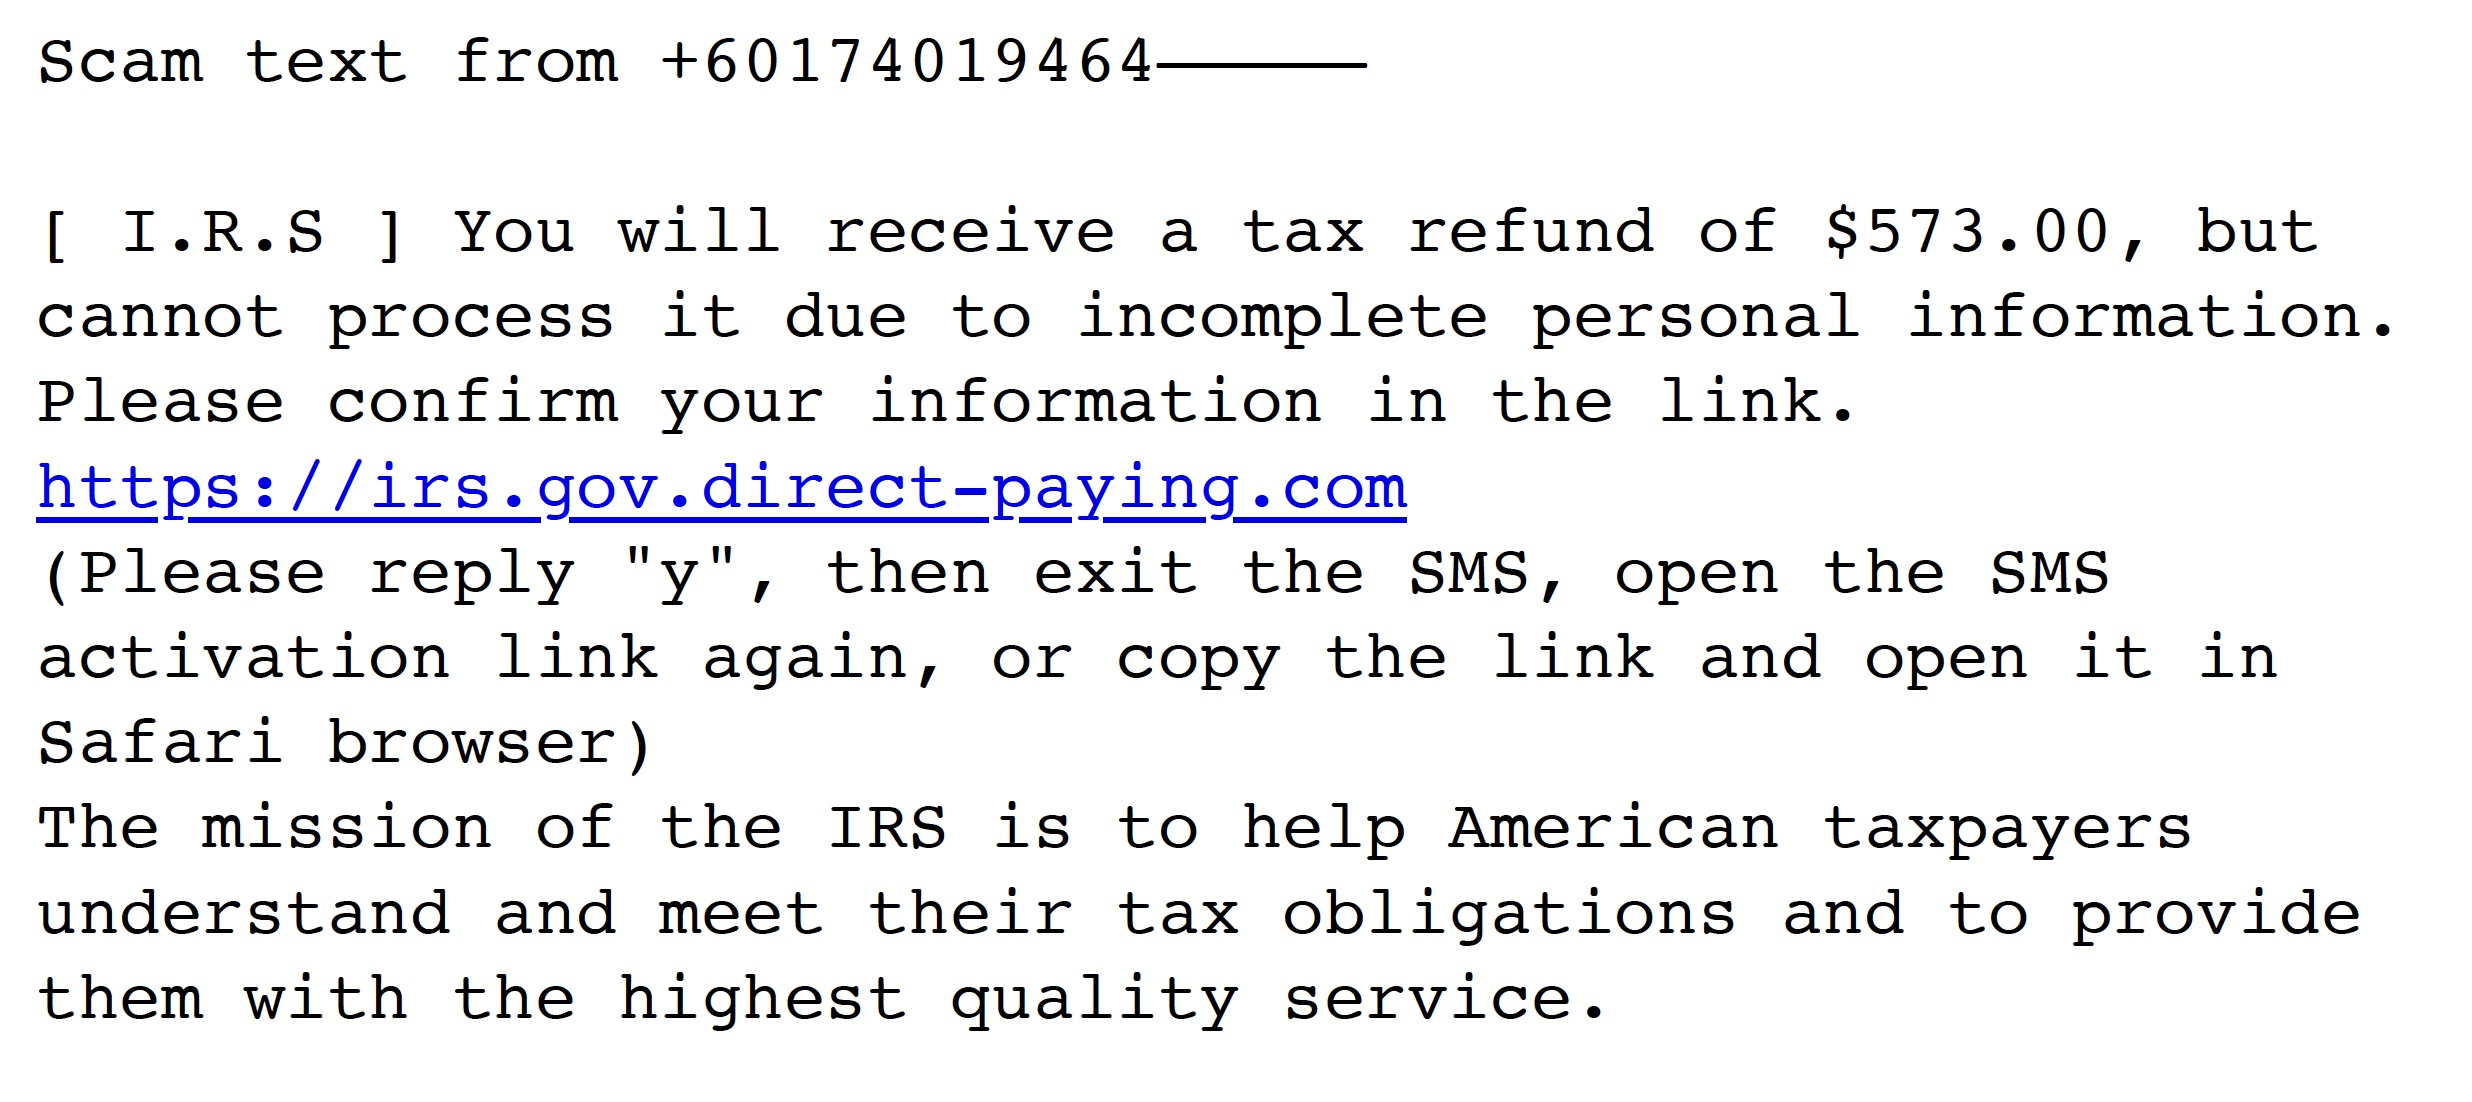 Scam text from +60174019464—————
[ I.R.S ] You will receive a tax refund of $573.00, but
cannot process it due to incomplete personal information.
Please confirm your information in the link.
https://irs.gov.direct-paying.com
(Please reply "y", then exit the SMS, open the SMS
activation link again, or copy the link and open it in
Safari browser)
The mission of the IRS is to help American taxpayers
understand and meet their tax obligations and to provide
them with the highest quality service.